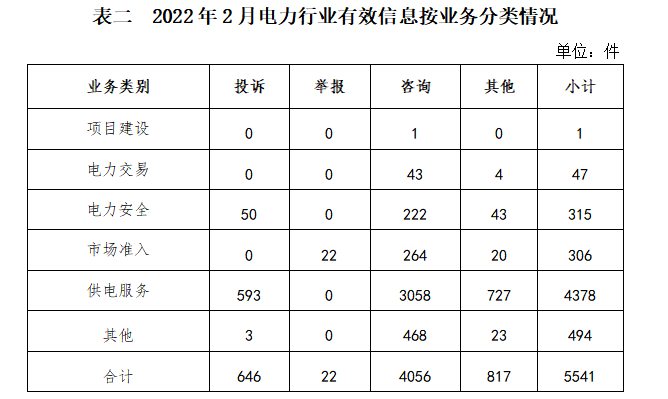 表二 2022年2月电力行业有效信息按业务分类情况
单位：件
业务类别 投诉 举报 咨询 其他 小计
项目建设 0 0 1 0 1
电力交易 0 0 43 4 47
电力安全 50 0 222 43 315
市场准入 0 22 264 20 306
供电服务 593 0 3058 727 4378
其他 3 0 468 23 494
合计 646 22 4056 817 5541